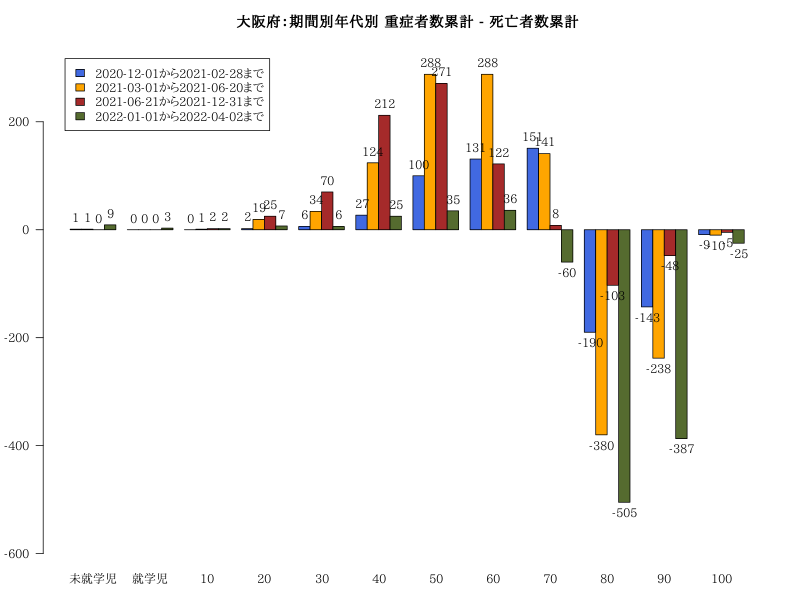 大阪府：期間別年代別 重症者数累計 - 死亡者数累計
2020-12-01から2021-02-28まで
2021-03-01から2021-06-20まで
2021-06-21から2021-12-31まで
2022-01-01から2022-04-02まで
200
0
-200
-400
-600
1 1 0 9
0 0 0 3
0 1 2 2
2 19 25 7
6 34 70 6
27 124 212 25
100 288 271 35
131 288 122 36
151 141 8 -60
-190 -380 -103 -505
-143 -238 -48 -387
-9 -10 -5 -25
未就学児 就学児 10 20 30 40 50 60 70 80 90 100